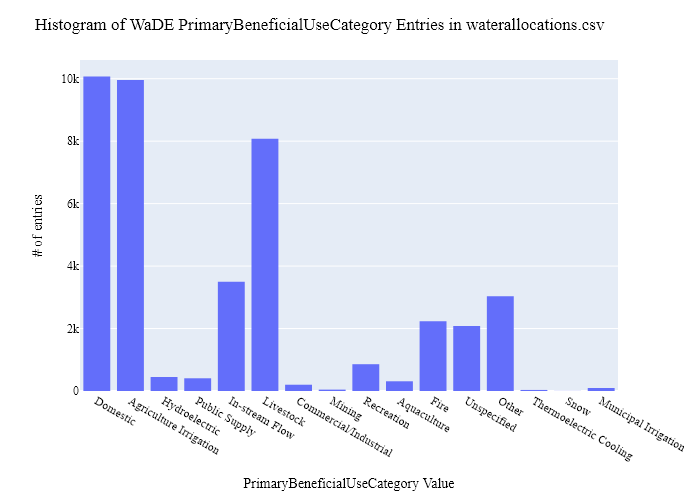 Histogram of WaDE PrimaryBeneficialUseCategory Entries in waterallocations.csv
10k
8k
6k
4k
2k
0
# of entries
Domestic
Agriculture Irrigation
Hydroelectric
Public Supply
In-stream Flow
Livestock
Commercial/Industrial
Mining
Recreation
Aquaculture
Fire
Unspecified
Other
Thermoelectric Cooling
Snow
Municipal Irrigation
PrimaryBeneficialUseCategory Value